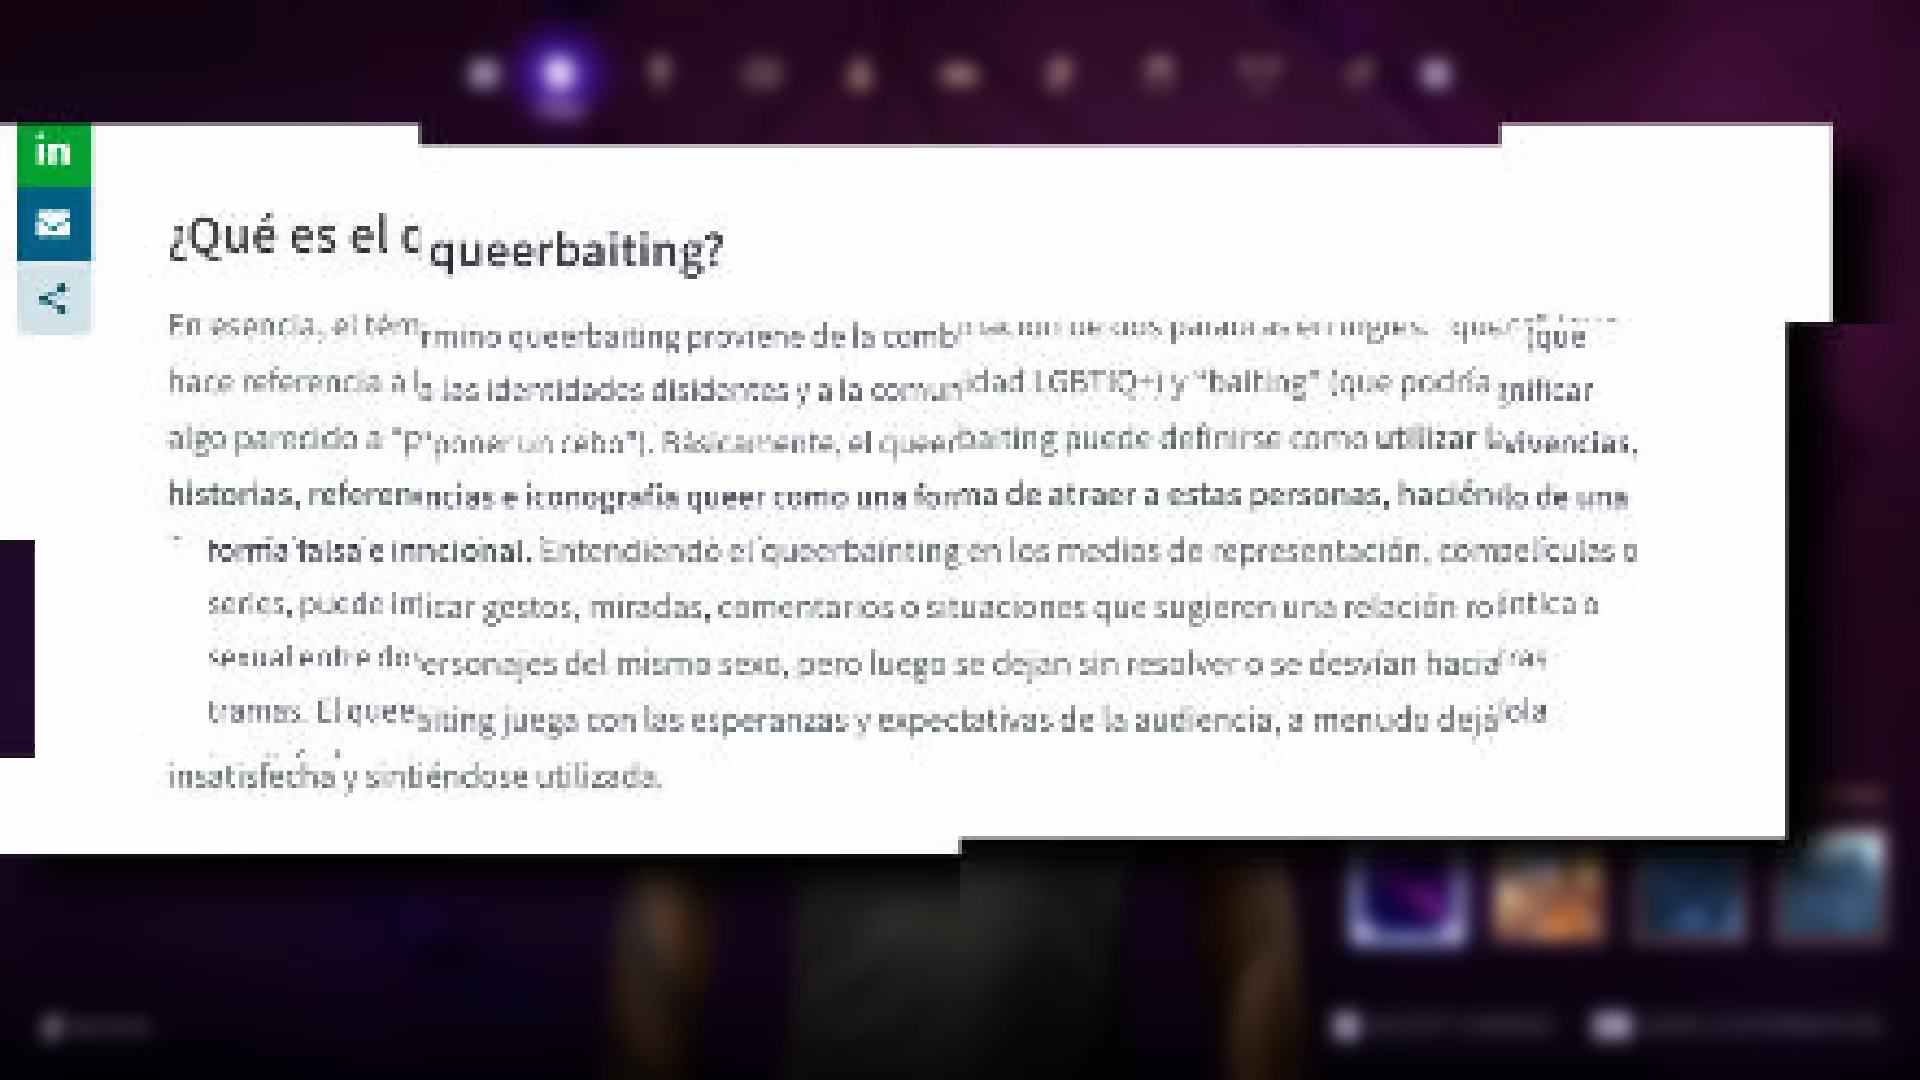 in
¿Qué es el queerbaiting?
En esencia, el término queerbaiting proviene de la combinación de dos palabras en inglés: "queer" (que
hace referencia a las identidades disidentes y a la comunidad LGBTIQ+) y "baiting" (que podría significar
algo parecido a "poner un cebo"). Básicamente, el queerbaiting puede definirse como utilizar vivencias,
historias, referencias e iconografía queer como una forma de atraer a estas personas, haciéndo de una
forma falsa e Entendiendo el queerbainting en los medios de representación, películas o
series, puede gestos, miradas, comentarios o situaciones que sugieren una relación romántica o
sexual entre dos personajes del mismo sexo, pero luego se dejan sin resolver o se desvían hacia otras
tramas. El queerbaiting juega con las esperanzas y expectativas de la audiencia, a menudo dejándola
insatisfecha y sintiéndose utilizada.